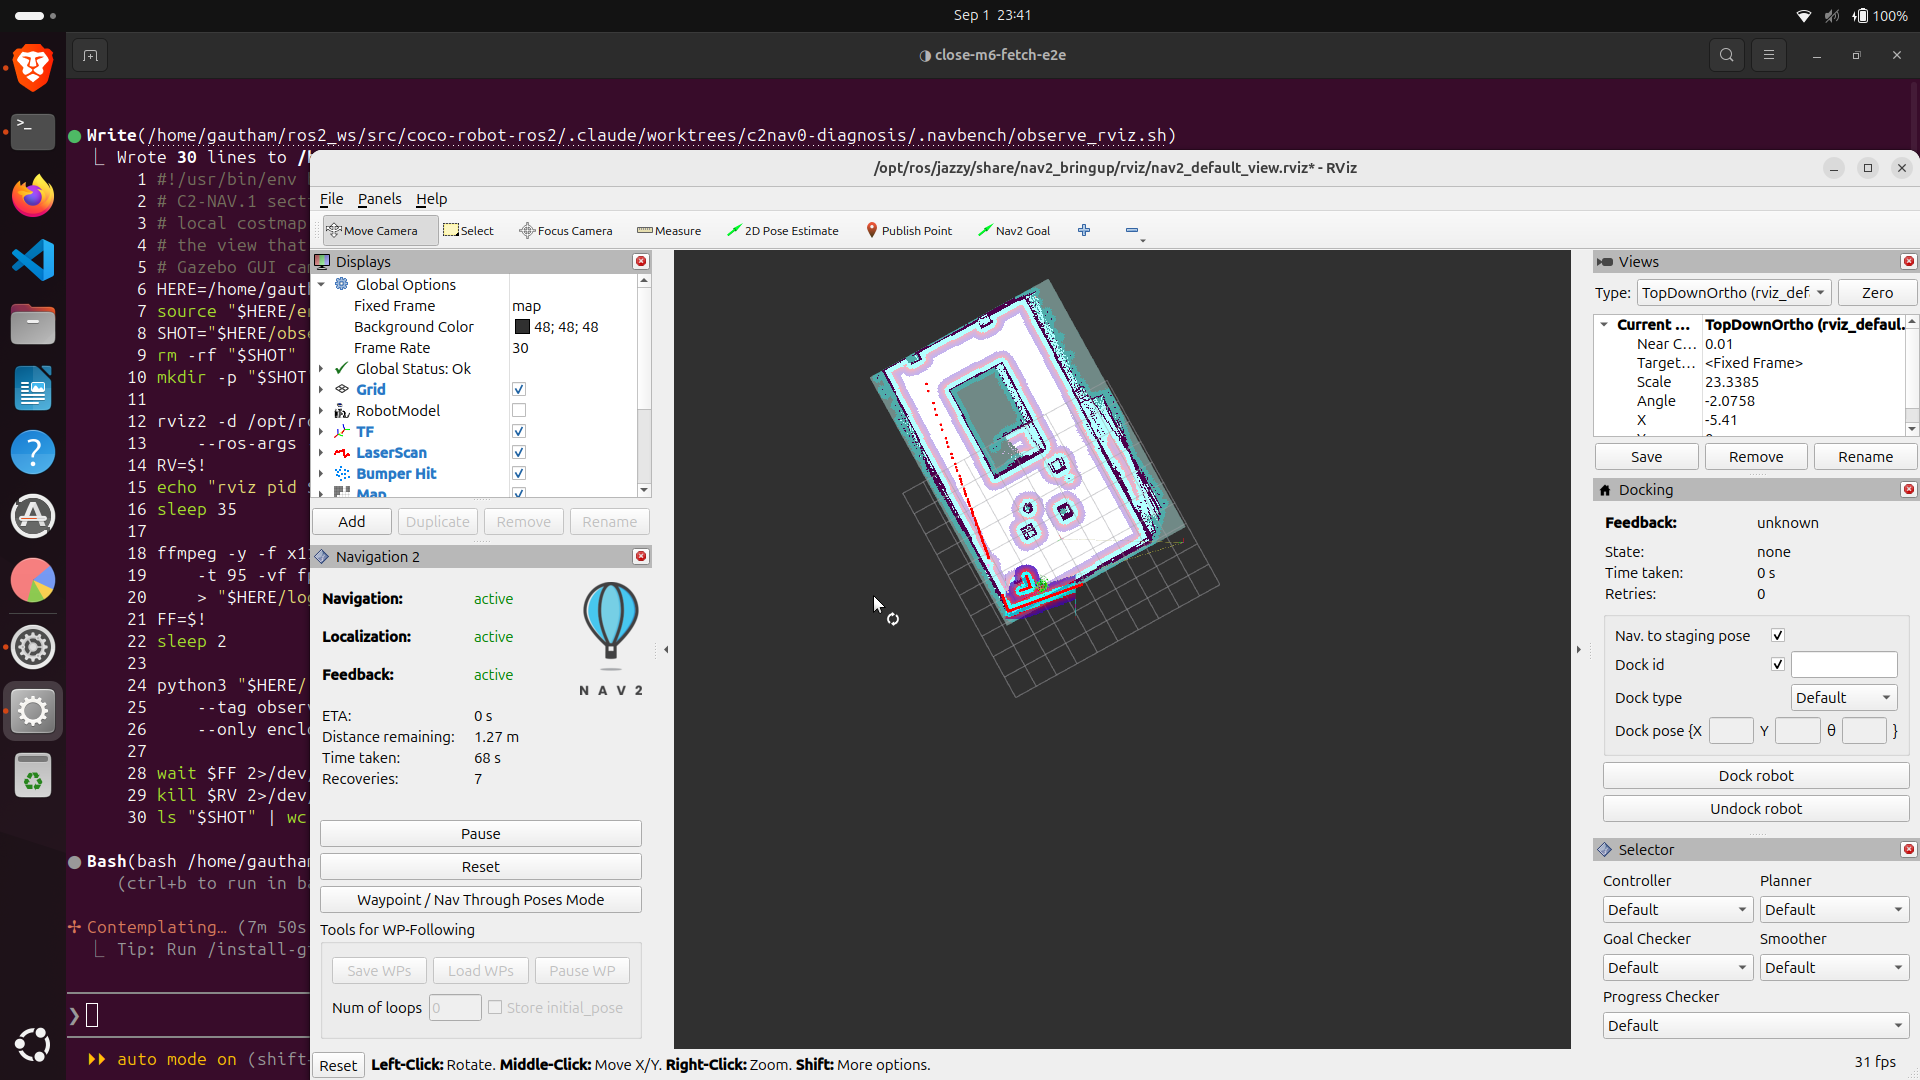 Sep 1 23:41
100%
close-m6-fetch-e2e
Write(/home/gautham/ros2_ws/src/coco-robot-ros2/.claude/worktrees/c2nav0-diagnosis/.navbench/observe_rviz.sh)
Wrote 30 lines to /
1 #!/usr/bin/env
2 # C2-NAV.1 sect
3 # local costmap
4 # the view that
5 # Gazebo GUI ca
6 HERE=/home/gaut
7 source "$HERE/e
8 SHOT="$HERE/obs
9 rm -rf "$SHOT"
10 mkdir -p "$SHOT
11
12 rviz2 -d /opt/r
13 --ros-args
14 RV=$!
15 echo "rviz pid
16 sleep 35
17
18 ffmpeg -y -f x1
19 -t 95 -vf fp
20 > "$HERE/lo
21 FF=$!
22 sleep 2
23
24 python3 "$HERE/
25 --tag obser
26 --only encl
27
28 wait $FF 2>/dev
29 kill $RV 2>/dev
30 ls "$SHOT" | wc
Bash(bash /home/gautha
(ctrl+b to run in ba
Contemplating… (7m 50s
Tip: Run /install-g
❯
auto mode on (shift
/opt/ros/jazzy/share/nav2_bringup/rviz/nav2_default_view.rviz* - RViz
File Panels Help
Move Camera Select Focus Camera Measure 2D Pose Estimate Publish Point Nav2 Goal
Displays
Global Options
Fixed Frame map
Background Color 48; 48; 48
Frame Rate 30
Global Status: Ok
Grid
RobotModel
TF
LaserScan
Bumper Hit
Map
Add Duplicate Remove Rename
Navigation 2
Navigation: active
Localization: active
Feedback: active
NAV2
ETA: 0 s
Distance remaining: 1.27 m
Time taken: 68 s
Recoveries: 7
Pause
Reset
Waypoint / Nav Through Poses Mode
Tools for WP-Following
Save WPs Load WPs Pause WP
Num of loops 0 Store initial_pose
Reset Left-Click: Rotate. Middle-Click: Move X/Y. Right-Click: Zoom. Shift: More options.
31 fps
Views
Type: TopDownOrtho (rviz_def Zero
Current ... TopDownOrtho (rviz_defaul.
Near C... 0.01
Target... <Fixed Frame>
Scale 23.3385
Angle -2.0758
X -5.41
Save Remove Rename
Docking
Feedback: unknown
State: none
Time taken: 0 s
Retries: 0
Nav. to staging pose
Dock id
Dock type Default
Dock pose {X Y θ }
Dock robot
Undock robot
Selector
Controller Planner
Default Default
Goal Checker Smoother
Default Default
Progress Checker
Default